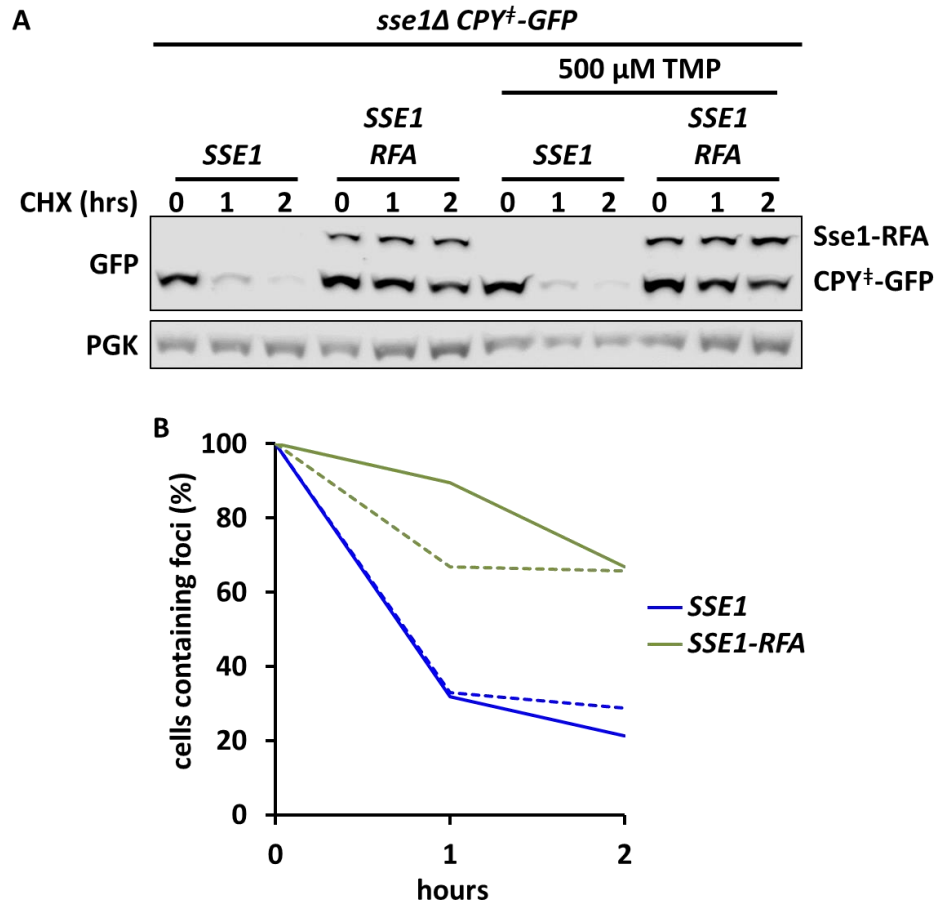 A
sse1Δ CPY‡-GFP
500 µM TMP
SSE1
SSE1
RFA
SSE1
SSE1
RFA
CHX (hrs) 0 1 2 0 1 2 0 1 2 0 1 2
GFP
Sse1-RFA
CPY‡-GFP
PGK
B
cells containing foci (%)
100
80
60
40
20
0
0 1 2
hours
SSE1
SSE1-RFA